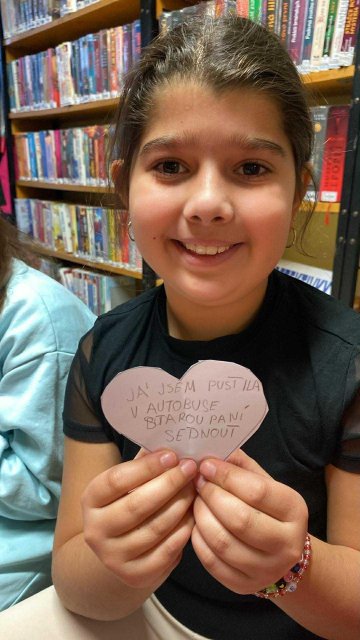 JÁ JSEM PUSTILA
V AUTOBUSE
STAROU PANÍ
SEDNOUT